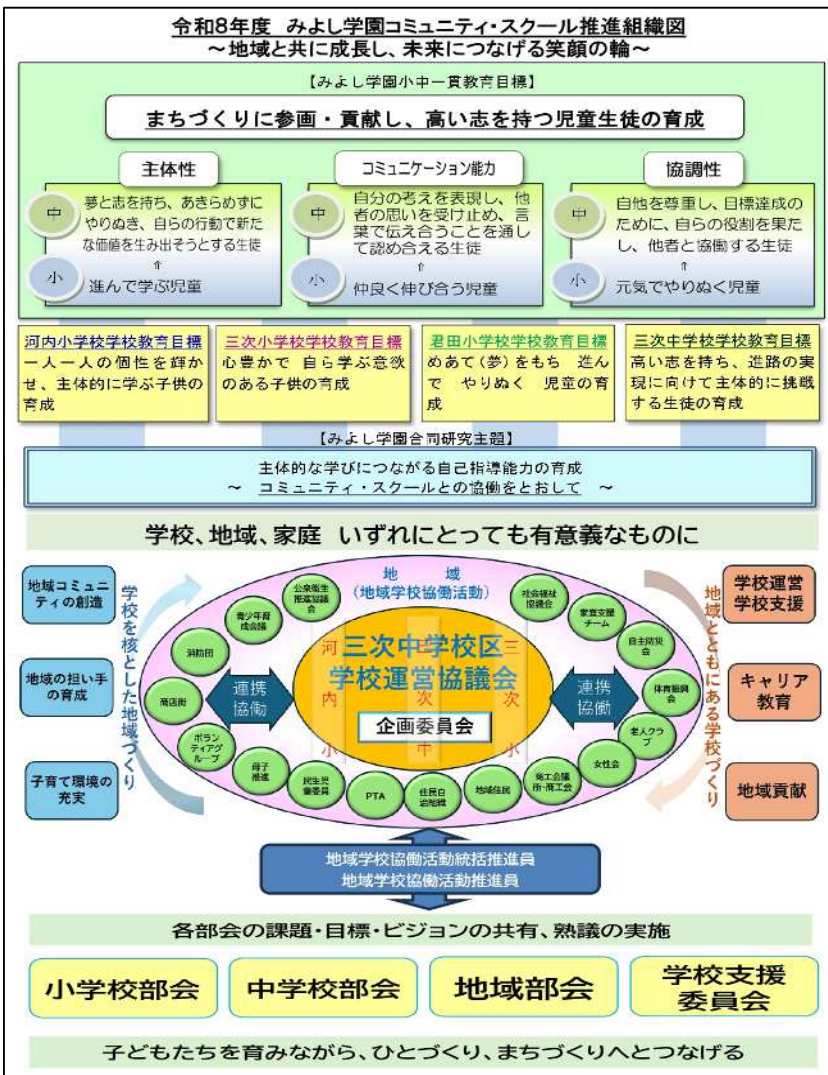 令和8年度 みよし学園コミュニティ・スクール推進組織図
～地域と共に成長し、未来につなげる笑顔の輪～
【みよし学園小中一貫教育目標】
まちづくりに参画・貢献し、高い志を持つ児童生徒の育成
主体性
中
夢と志を持ち、あきらめずに
やりぬき、自らの行動で新た
な価値を生み出そうとする生徒
⇑
小
進んで学ぶ児童
コミュニケーション能力
中
自分の考えを表現し、他
者の思いを受け止め、言
葉で伝え合うことを通し
て認め合える生徒
⇑
小
仲良く伸び合う児童
協調性
中
自他を尊重し、目標達成の
ために、自らの役割を果た
し、他者と協働する生徒
⇑
小
元気でやりぬく児童
河内小学校学校教育目標
一人一人の個性を輝か
せ、主体的に学ぶ子供の
育成
三次小学校学校教育目標
心豊かで 自ら学ぶ意欲
のある子供の育成
君田小学校学校教育目標
めあて(夢)をもち 進ん
で やりぬく 児童の育
成
三次中学校学校教育目標
高い志を持ち、進路の実
現に向けて主体的に挑戦
する生徒の育成
【みよし学園合同研究主題】
主体的な学びにつながる自己指導能力の育成
～ コミュニティ・スクールとの協働をとおして ～
学校、地域、家庭 いずれにとっても有意義なものに
地域コミュニ
ティの創造
地域の担い手
の育成
子育て環境の
充実
学校を核とした地域づくり
地 域
(地域学校協働活動)
公衆衛生
推進協議
会
青少年育
成会議
消防団
商店街
ボラン
ティアグ
ループ
母子
推進
民生児
童委員
PTA
住民自
治組織
地域住民
商工会議
所・商工会
女性会
老人クラ
ブ
体育振興
会
自主防災
会
家庭支援
チーム
社会福祉
協議会
連携
協働
三次中学校区
学校運営協議会
企画委員会
河内小
三次中
三次小
連携
協働
地域とともにある学校づくり
学校運営
学校支援
キャリア
教育
地域貢献
地域学校協働活動統括推進員
地域学校協働活動推進員
各部会の課題・目標・ビジョンの共有、熟議の実施
小学校部会
中学校部会
地域部会
学校支援
委員会
子どもたちを育みながら、ひとづくり、まちづくりへとつなげる